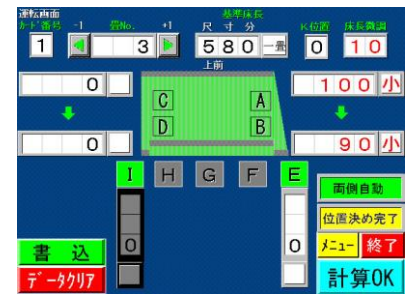 運転画面
カード番号 -1 畳No. +1 基準床長 尺 寸 分 K位置 床長微調
1 3 580 一畳 0 10
上前
0 100 小
C A
D B
0 90 小
I H G F E
両側自動
位置決め完了
0 0
書込 メニュー 終了
データクリア 計算OK